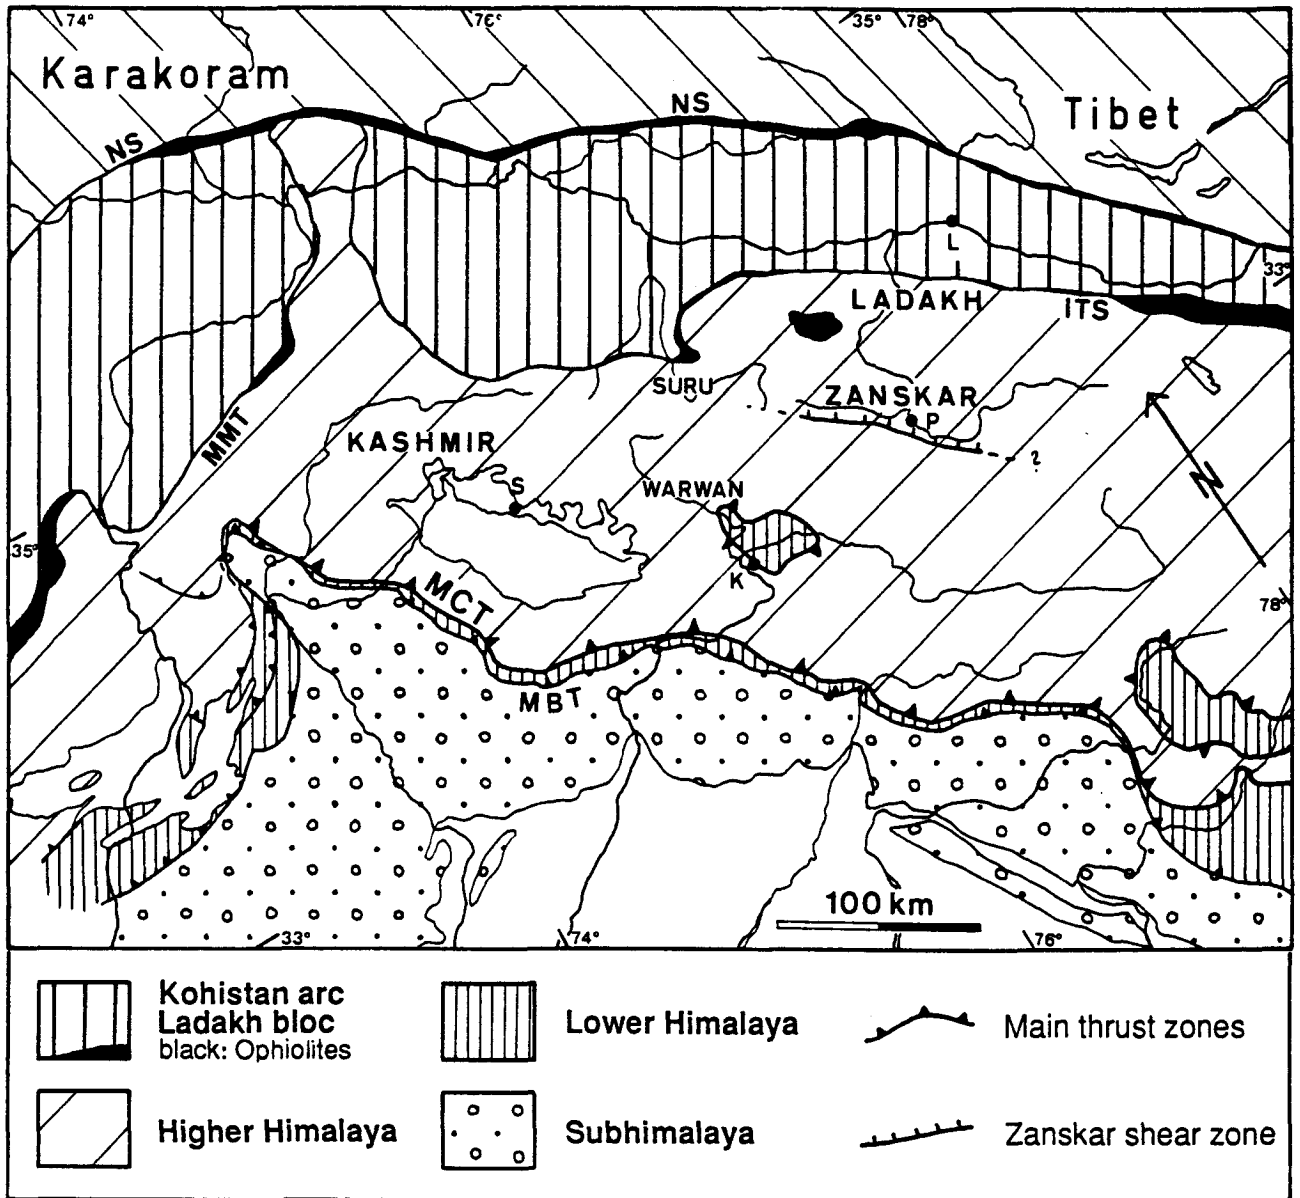 74°
76°
35°
78°
Karakoram
NS
Tibet
NS
L
33°
LADAKH
ITS
SURU
ZANSKAR
P
MMT
KASHMIR
?
S
WARWAN
N
35°
K
MCT
78°
MBT
100 km
33°
74°
76°
Kohistan arc
Ladakh bloc
black: Ophiolites
Lower Himalaya
Main thrust zones
Higher Himalaya
Subhimalaya
Zanskar shear zone